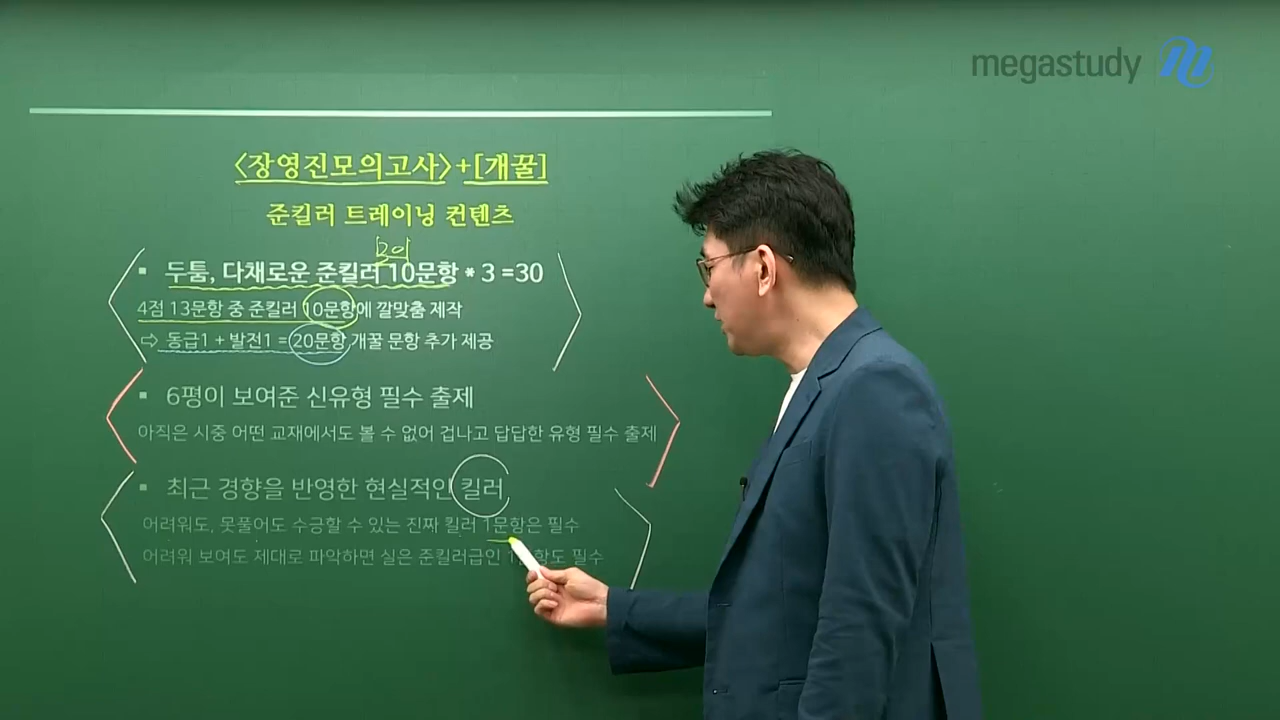 megastudy
<장영진모의고사>+[개꿀]
준킬러 트레이닝 컨텐츠
두툼, 다채로운 준킬러 10문항 * 3 =30
4점 13문항 중 준킬러 10문항에 깔맞춤 제작
⇨ 동급1 + 발전1 = 20문항 개꿀 문항 추가 제공
6평이 보여준 신유형 필수 출제
아직은 시중 어떤 교재에서도 볼 수 없어 겁나고 답답한 유형 필수 출제
최근 경향을 반영한 현실적인 킬러
어려워도, 못풀어도 수긍할 수 있는 진짜 킬러 1문항은 필수
어려워 보여도 제대로 파악하면 실은 준킬러급인 필수